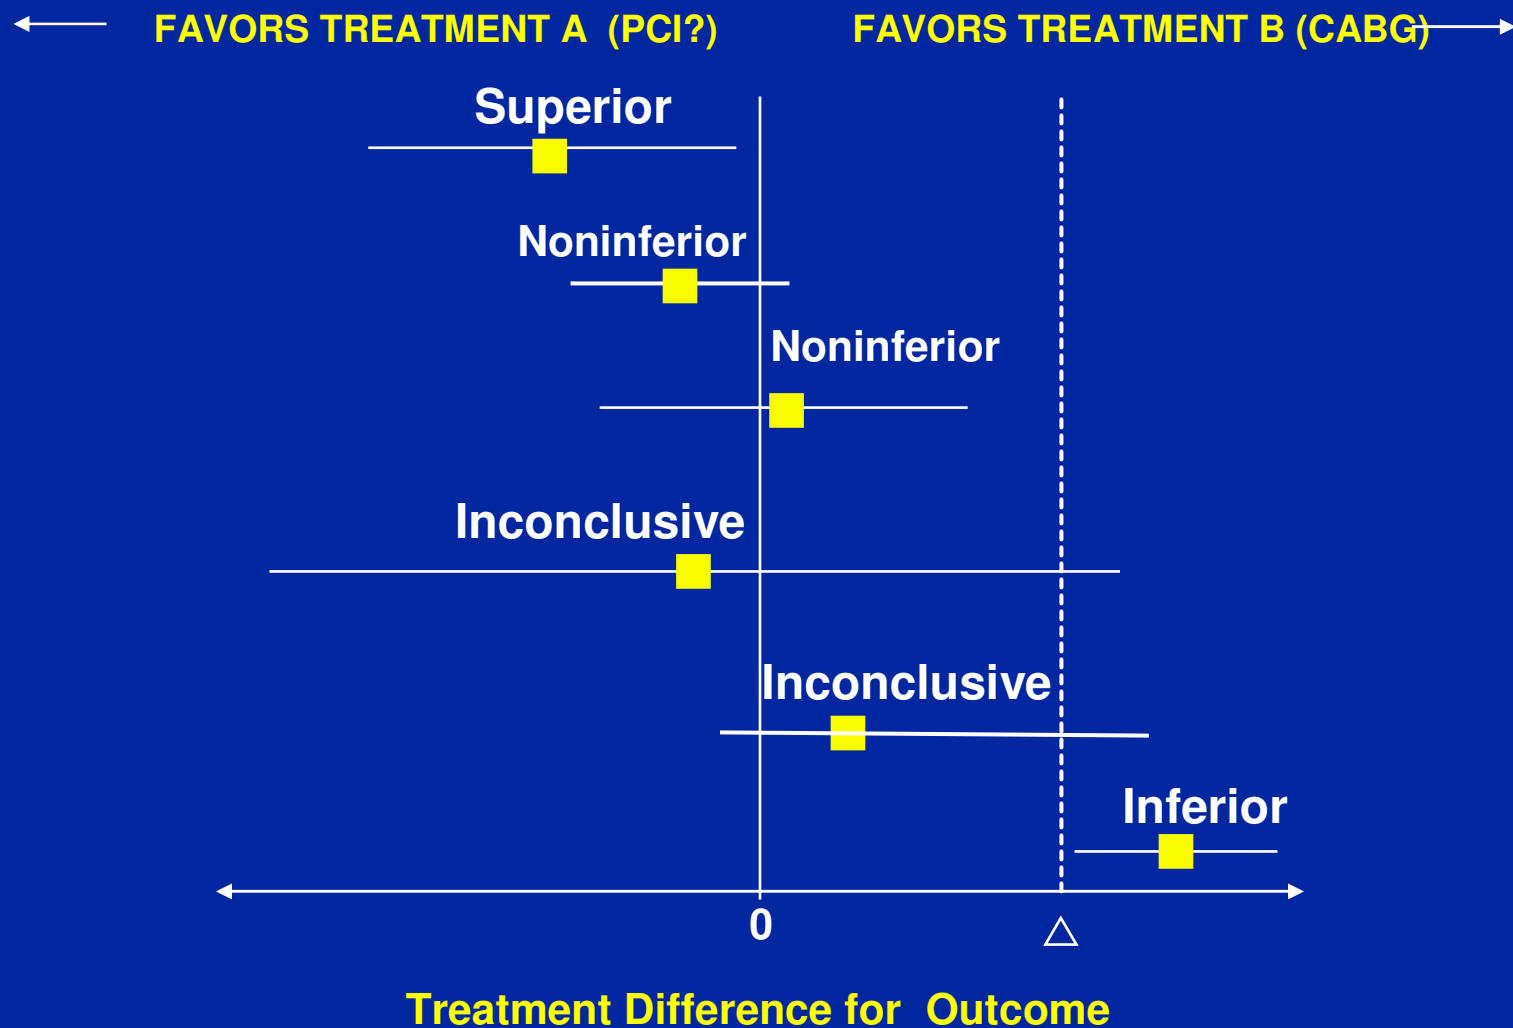 FAVORS TREATMENT A (PCI?)
FAVORS TREATMENT B (CABG)
Superior
Noninferior
Noninferior
Inconclusive
Inconclusive
Inferior
0
△
Treatment Difference for Outcome